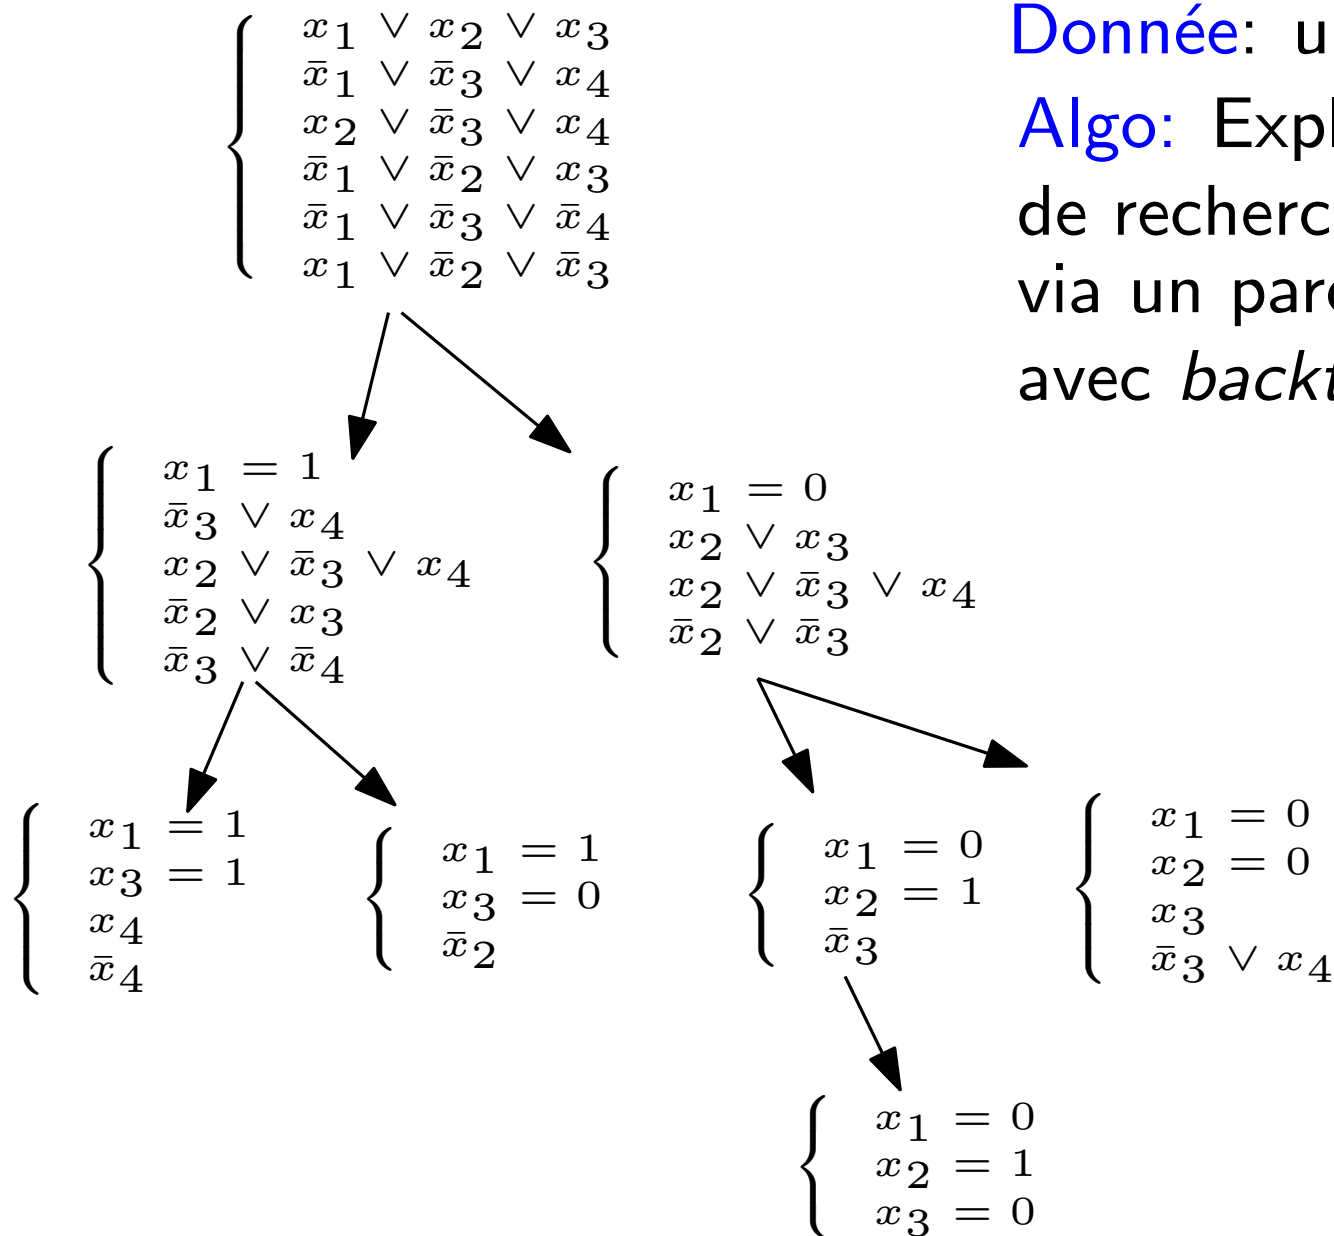 x₁ ∨ x₂ ∨ x₃
x̄₁ ∨ x̄₃ ∨ x₄
x₂ ∨ x̄₃ ∨ x₄
x̄₁ ∨ x̄₂ ∨ x₃
x̄₁ ∨ x̄₃ ∨ x̄₄
x₁ ∨ x̄₂ ∨ x̄₃
Donnée: u
Algo: Expl
de recherc
via un par
avec backt
x₁ = 1
x̄₃ ∨ x₄
x₂ ∨ x̄₃ ∨ x₄
x̄₂ ∨ x₃
x̄₃ ∨ x̄₄
x₁ = 0
x₂ ∨ x₃
x₂ ∨ x̄₃ ∨ x₄
x̄₂ ∨ x̄₃
x₁ = 1
x₃ = 1
x₄
x̄₄
x₁ = 1
x₃ = 0
x̄₂
x₁ = 0
x₂ = 1
x̄₃
x₁ = 0
x₂ = 0
x₃
x̄₃ ∨ x₄
x₁ = 0
x₂ = 1
x₃ = 0